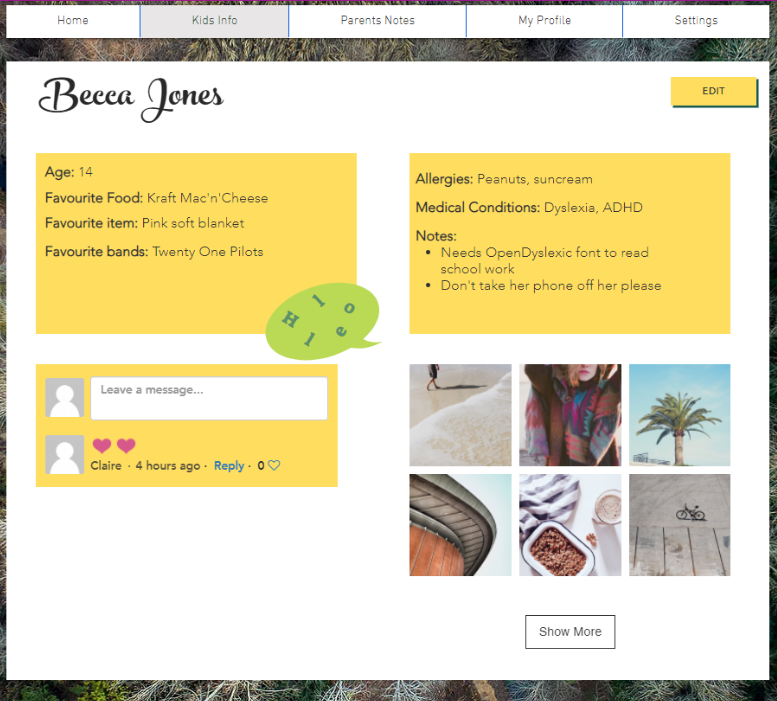 Home
Kids Info
Parents Notes
My Profile
Settings
Becca Jones
EDIT
Age: 14
Favourite Food: Kraft Mac'n'Cheese
Favourite item: Pink soft blanket
Favourite bands: Twenty One Pilots
Allergies: Peanuts, suncream
Medical Conditions: Dyslexia, ADHD
Notes:
• Needs OpenDyslexic font to read
school work
• Don't take her phone off her please
H l o
l e
Leave a message...
Claire · 4 hours ago · Reply · 0
Show More